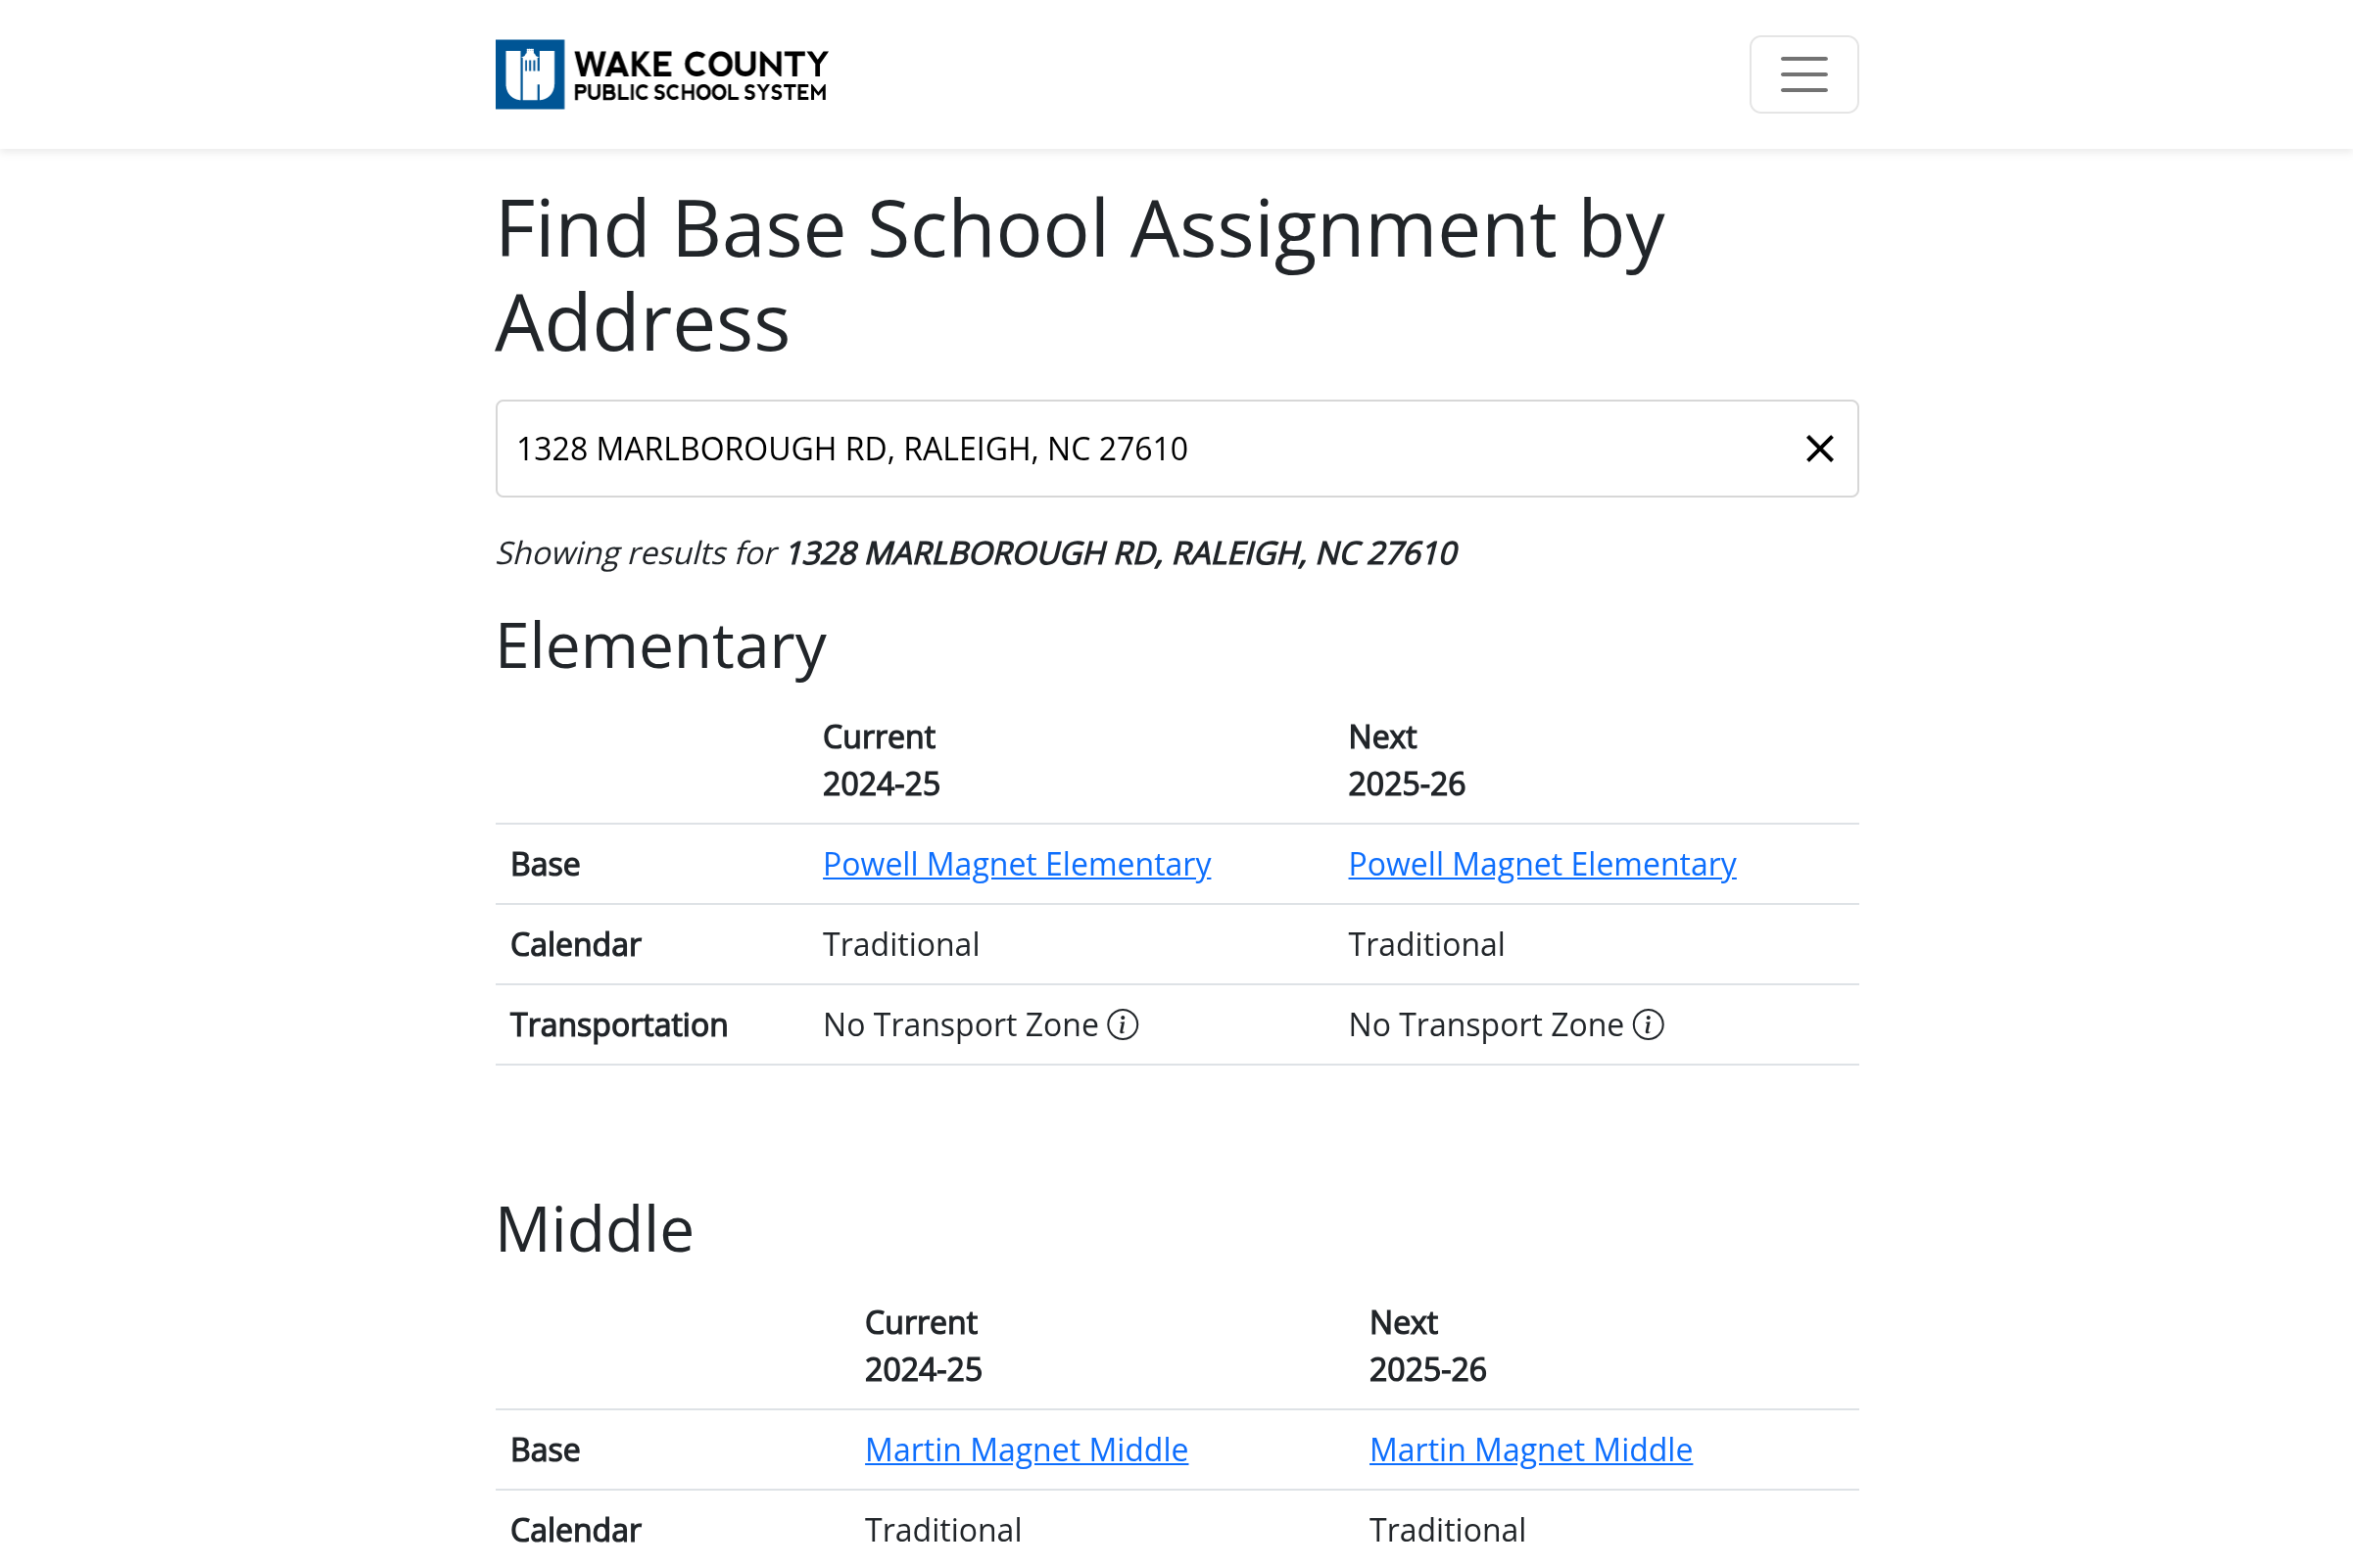 WAKE COUNTY
PUBLIC SCHOOL SYSTEM
Find Base School Assignment by
Address
1328 MARLBOROUGH RD, RALEIGH, NC 27610
Showing results for 1328 MARLBOROUGH RD, RALEIGH, NC 27610
Elementary
Current Next
2024-25 2025-26
Base Powell Magnet Elementary Powell Magnet Elementary
Calendar Traditional Traditional
Transportation No Transport Zone No Transport Zone
Middle
Current Next
2024-25 2025-26
Base Martin Magnet Middle Martin Magnet Middle
Calendar Traditional Traditional